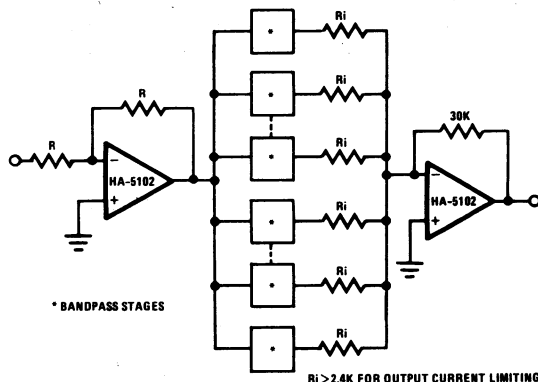 * Ri
R
* Ri
30K
R
* Ri
−
HA-5102
+
−
HA-5102
+
* Ri
* BANDPASS STAGES
* Ri
* Ri
Ri > 2.4K FOR OUTPUT CURRENT LIMITING